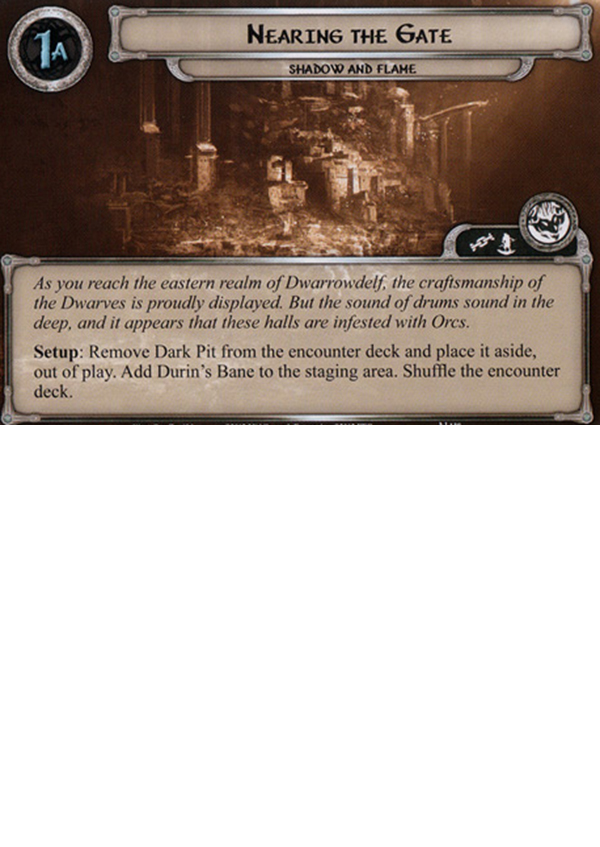 1A
NEARING THE GATE
SHADOW AND FLAME
As you reach the eastern realm of Dwarrowdelf, the craftsmanship of
the Dwarves is proudly displayed. But the sound of drums sound in the
deep, and it appears that these halls are infested with Orcs.
Setup: Remove Dark Pit from the encounter deck and place it aside,
out of play. Add Durin's Bane to the staging area. Shuffle the encounter
deck.